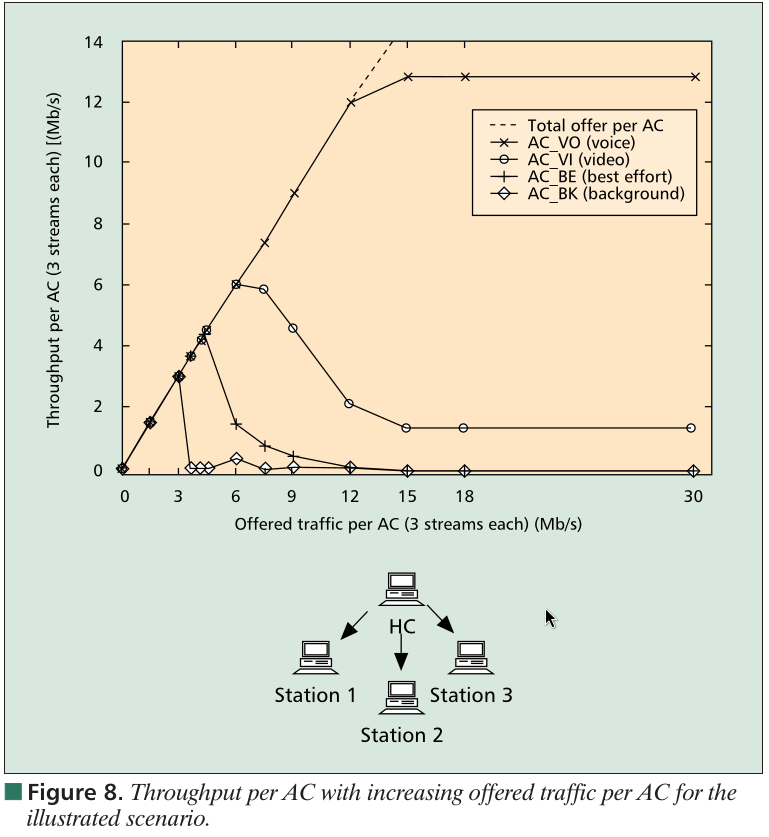 14
12
10
8
6
4
2
0
Throughput per AC (3 streams each) [(Mb/s)
Total offer per AC
AC_VO (voice)
AC_VI (video)
AC_BE (best effort)
AC_BK (background)
0 3 6 9 12 15 18 30
Offered traffic per AC (3 streams each) (Mb/s)
HC
Station 1
Station 3
Station 2
Figure 8. Throughput per AC with increasing offered traffic per AC for the
illustrated scenario.